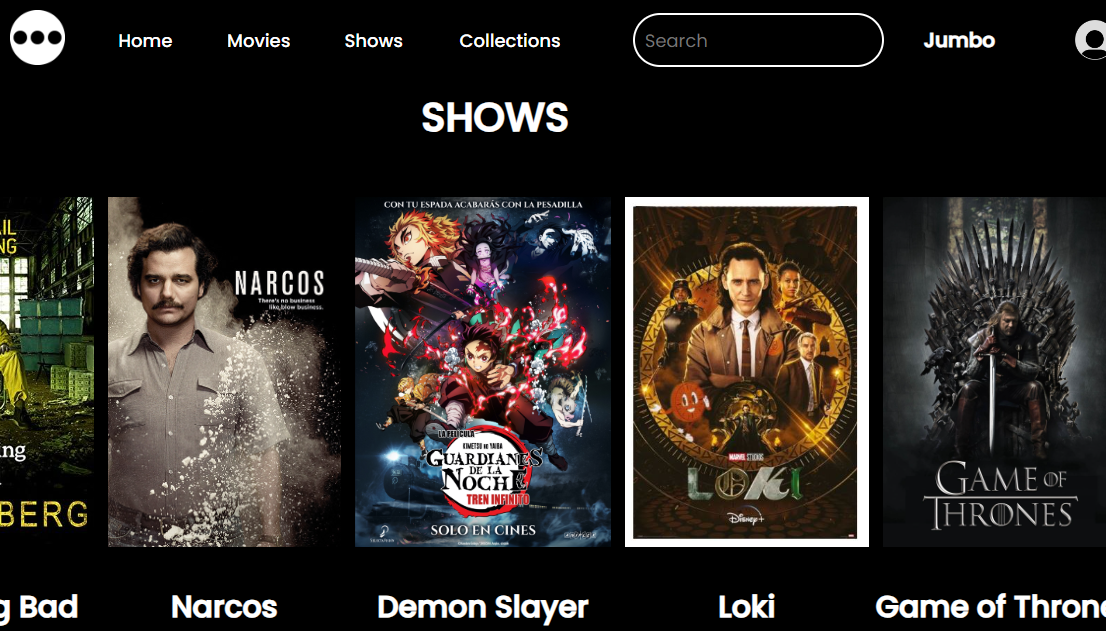 Home Movies Shows Collections Search Jumbo
SHOWS
AIL
NG
ng
BERG
NARCOS
There's no business
like blow business.
CON TU ESPADA ACABARÁS CON LA PESADILLA
LA PELÍCULA
KIMETSU NO YAIBA
GUARDIANES
DE LA
NOCHE
TREN INFINITO
SOLO EN CINES
MARVEL STUDIOS
LOKI
Disney+
GAME OF
THRONES
g Bad
Narcos
Demon Slayer
Loki
Game of Throne